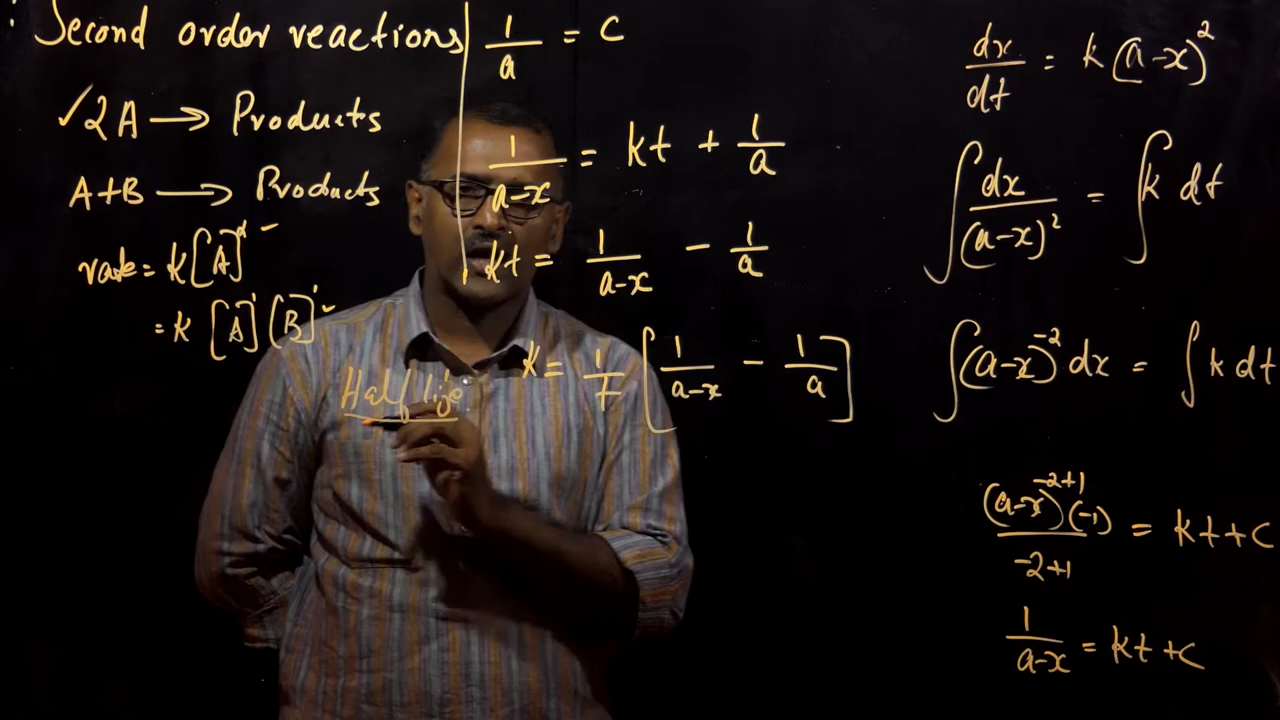 Second order reactions
✓2A → Products
A+B → Products
rate = K[A]² -
= K [A]¹ [B]¹
Half life
1/a = C
1/(a-x) = kt + 1/a
kt = 1/(a-x) - 1/a
K = 1/t [1/(a-x) - 1/a]
dx/dt = k(a-x)²
∫ dx/(a-x)² = ∫ k dt
∫ (a-x)⁻² dx = ∫ k dt
(a-x)⁻²⁺¹(-1)/(-2+1) = kt+c
1/(a-x) = kt+c